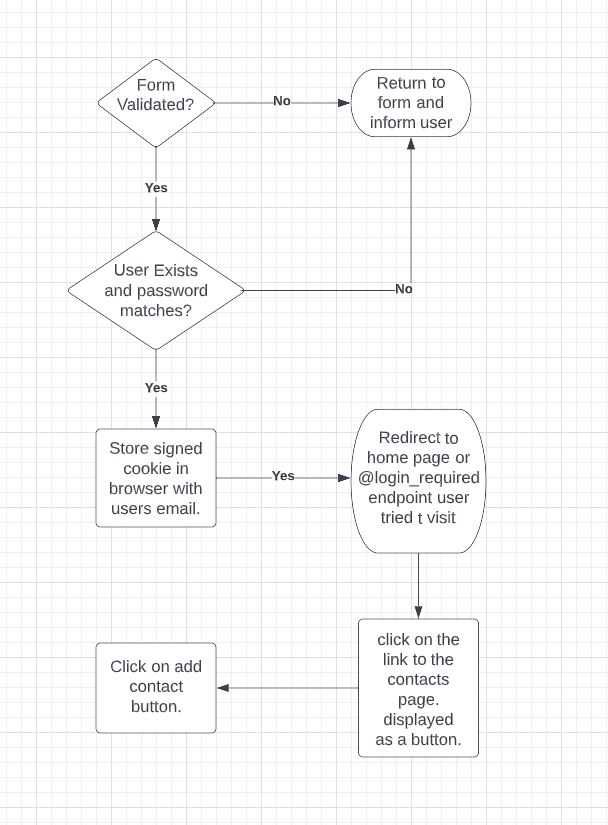 Form
Validated?
No
Return to
form and
inform user
Yes
User Exists
and password
matches?
No
Yes
Store signed
cookie in
browser with
users email.
Yes
Redirect to
home page or
@login_required
endpoint user
tried t visit
click on the
link to the
contacts
page.
displayed
as a button.
Click on add
contact
button.